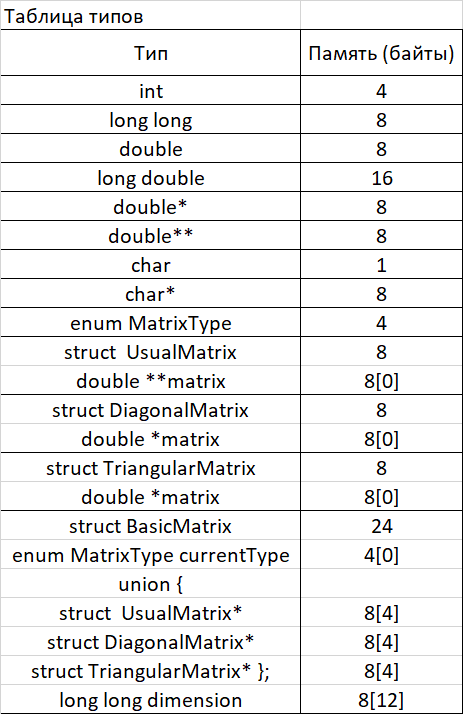 Таблица типов
Тип Память (байты)
int 4
long long 8
double 8
long double 16
double* 8
double** 8
char 1
char* 8
enum MatrixType 4
struct  UsualMatrix 8
double **matrix 8[0]
struct DiagonalMatrix 8
double *matrix 8[0]
struct TriangularMatrix 8
double *matrix 8[0]
struct BasicMatrix 24
enum MatrixType currentType 4[0]
union {
struct  UsualMatrix* 8[4]
struct DiagonalMatrix* 8[4]
struct TriangularMatrix* }; 8[4]
long long dimension 8[12]